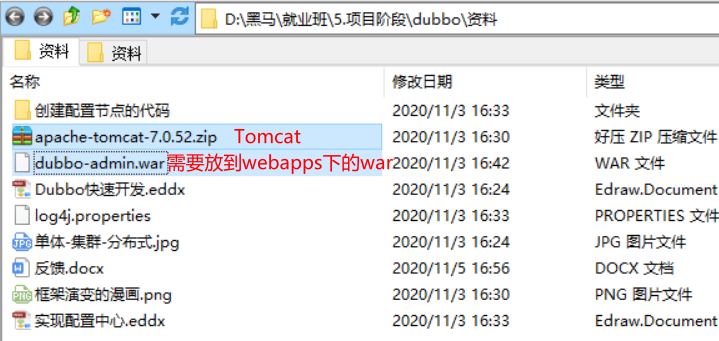 D:\黑马\就业班\5.项目阶段\dubbo\资料
资料 资料
名称 修改日期 类型
创建配置节点的代码 2020/11/3 16:33 文件夹
apache-tomcat-7.0.52.zip Tomcat 2020/11/3 16:30 好压 ZIP 压缩文件
dubbo-admin.war 需要放到webapps下的war 2020/11/3 16:42 WAR 文件
Dubbo快速开发.eddx 2020/11/3 16:24 Edraw.Document
log4j.properties 2020/11/3 16:33 PROPERTIES 文件
单体-集群-分布式.jpg 2020/11/3 16:24 JPG 图片文件
反馈.docx 2020/11/5 16:56 DOCX 文档
框架演变的漫画.png 2020/11/3 16:30 PNG 图片文件
实现配置中心.eddx 2020/11/3 16:33 Edraw.Document